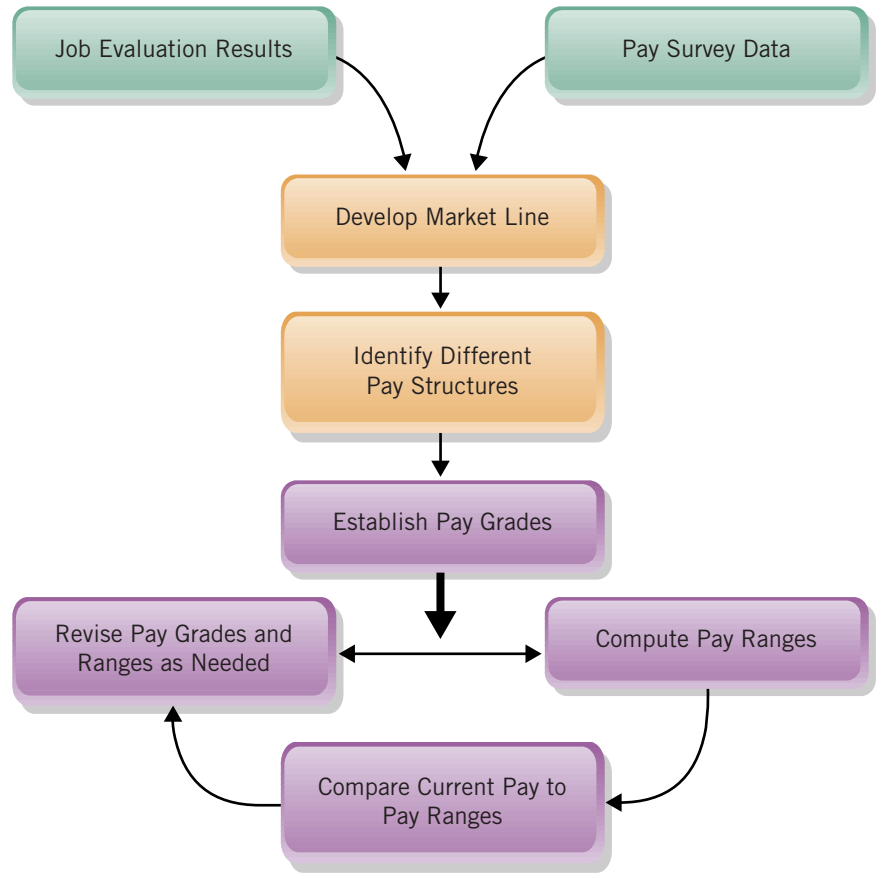 Job Evaluation Results
Pay Survey Data
Develop Market Line
Identify Different
Pay Structures
Establish Pay Grades
Revise Pay Grades and
Ranges as Needed
Compute Pay Ranges
Compare Current Pay to
Pay Ranges